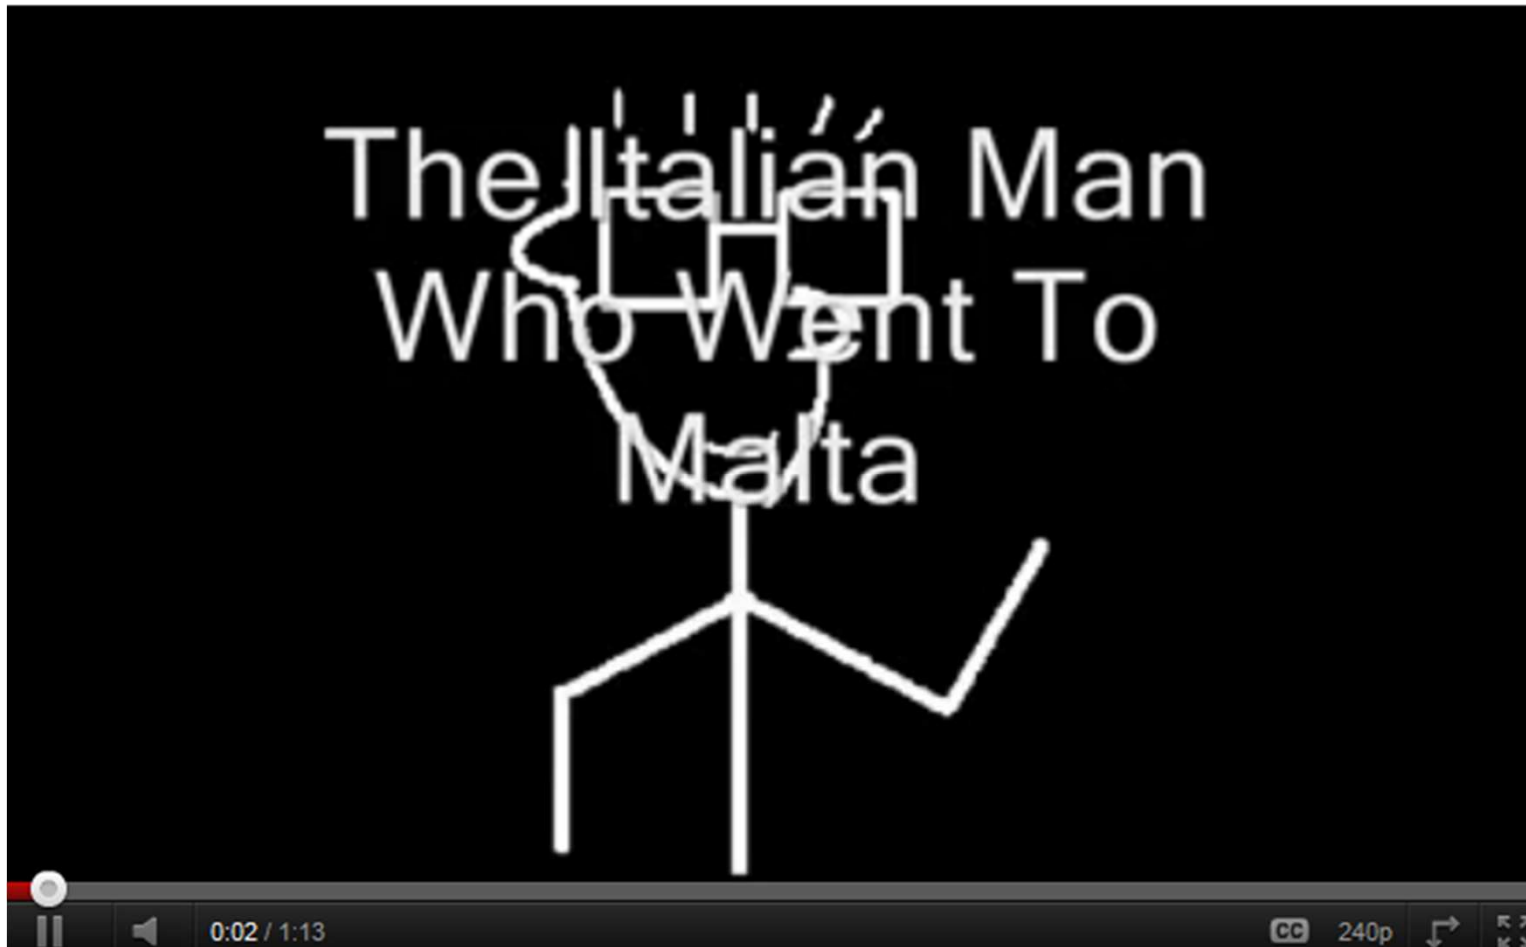 The Italian Man
Who Went To
Malta
0:02 / 1:13
CC
240p